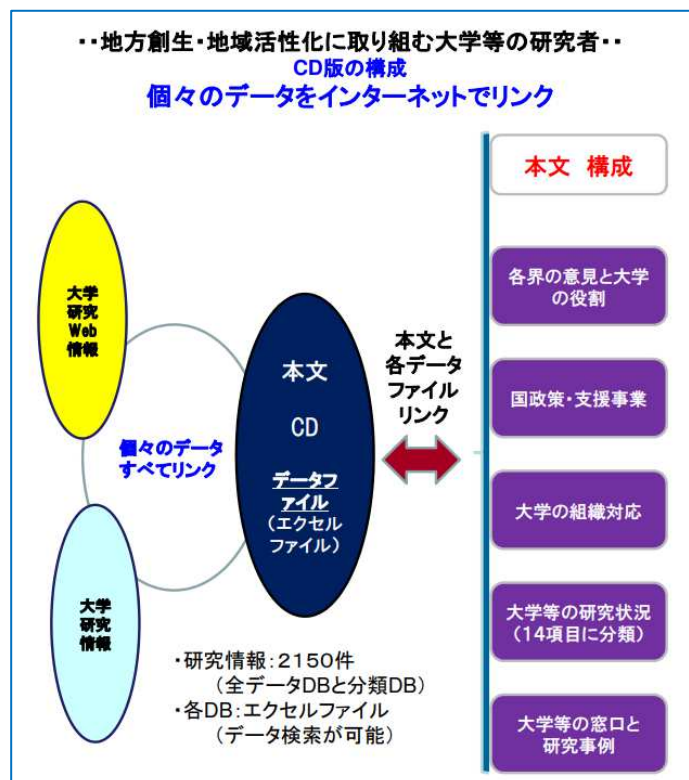 ・・地方創生・地域活性化に取り組む大学等の研究者・・
CD版の構成
個々のデータをインターネットでリンク
大学
研究
Web
情報
個々のデータ
すべてリンク
大学
研究
情報
本文
CD
データフ
ァイル
(エクセル
ファイル)
本文と
各データ
ファイル
リンク
・研究情報:2150件
(全データDBと分類DB)
・各DB:エクセルファイル
(データ検索が可能)
本文 構成
各界の意見と大学
の役割
国政策・支援事業
大学の組織対応
大学等の研究状況
(14項目に分類)
大学等の窓口と
研究事例